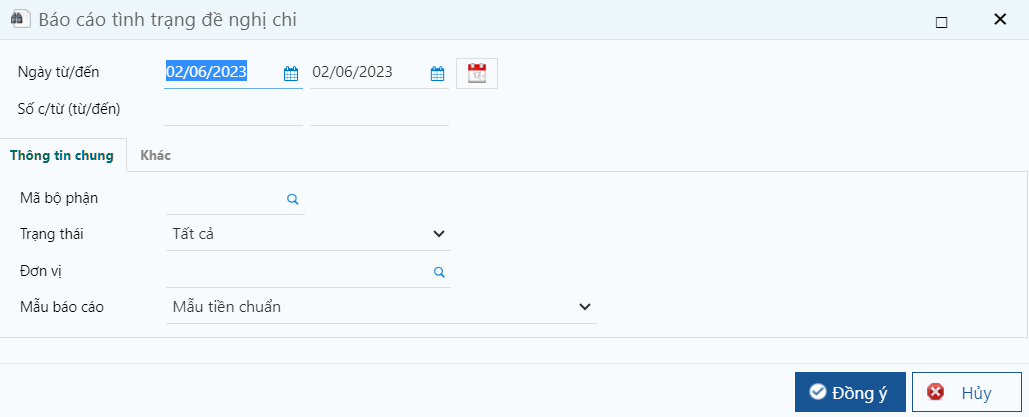 Báo cáo tình trạng đề nghị chi
Ngày từ/đến 02/06/2023 02/06/2023
Số c/từ (từ/đến)
Thông tin chung Khác
Mã bộ phận
Trạng thái Tất cả
Đơn vị
Mẫu báo cáo Mẫu tiền chuẩn
Đồng ý Hủy